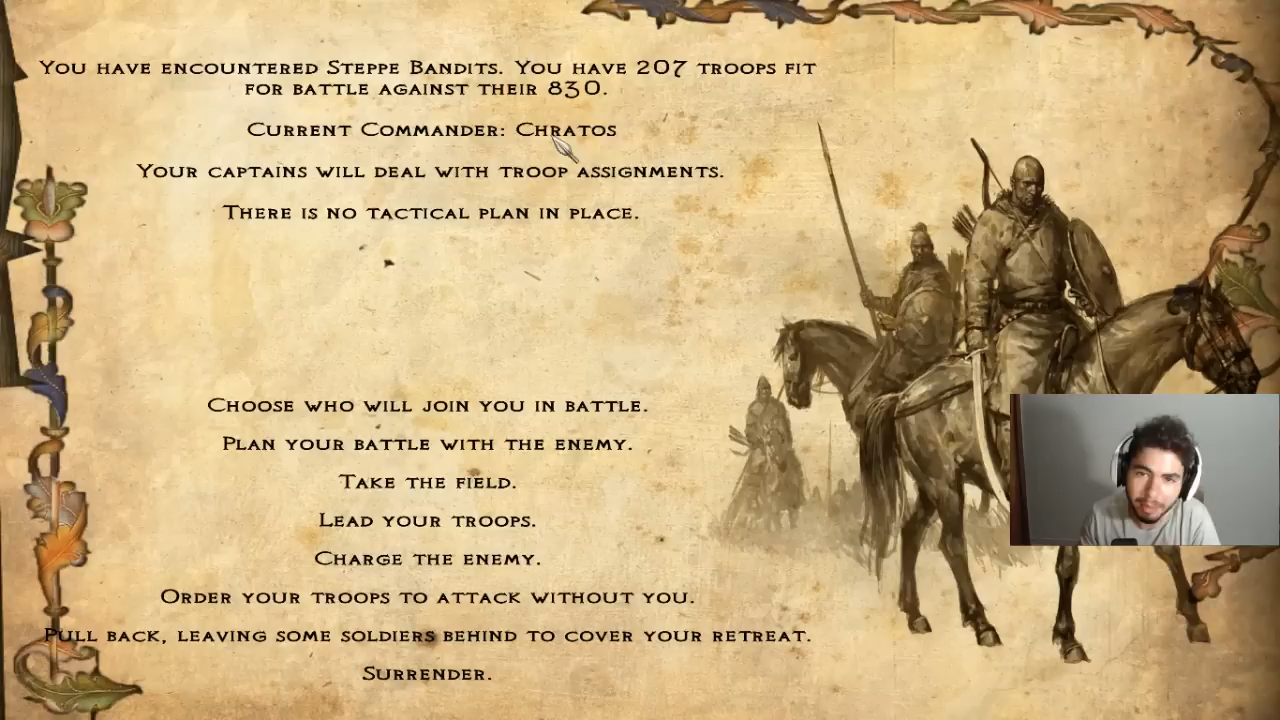 You have encountered Steppe Bandits. You have 207 troops fit
for battle against their 830.
Current Commander: Chratos
Your captains will deal with troop assignments.
There is no tactical plan in place.
Choose who will join you in battle.
Plan your battle with the enemy.
Take the field.
Lead your troops.
Charge the enemy.
Order your troops to attack without you.
Pull back, leaving some soldiers behind to cover your retreat.
Surrender.